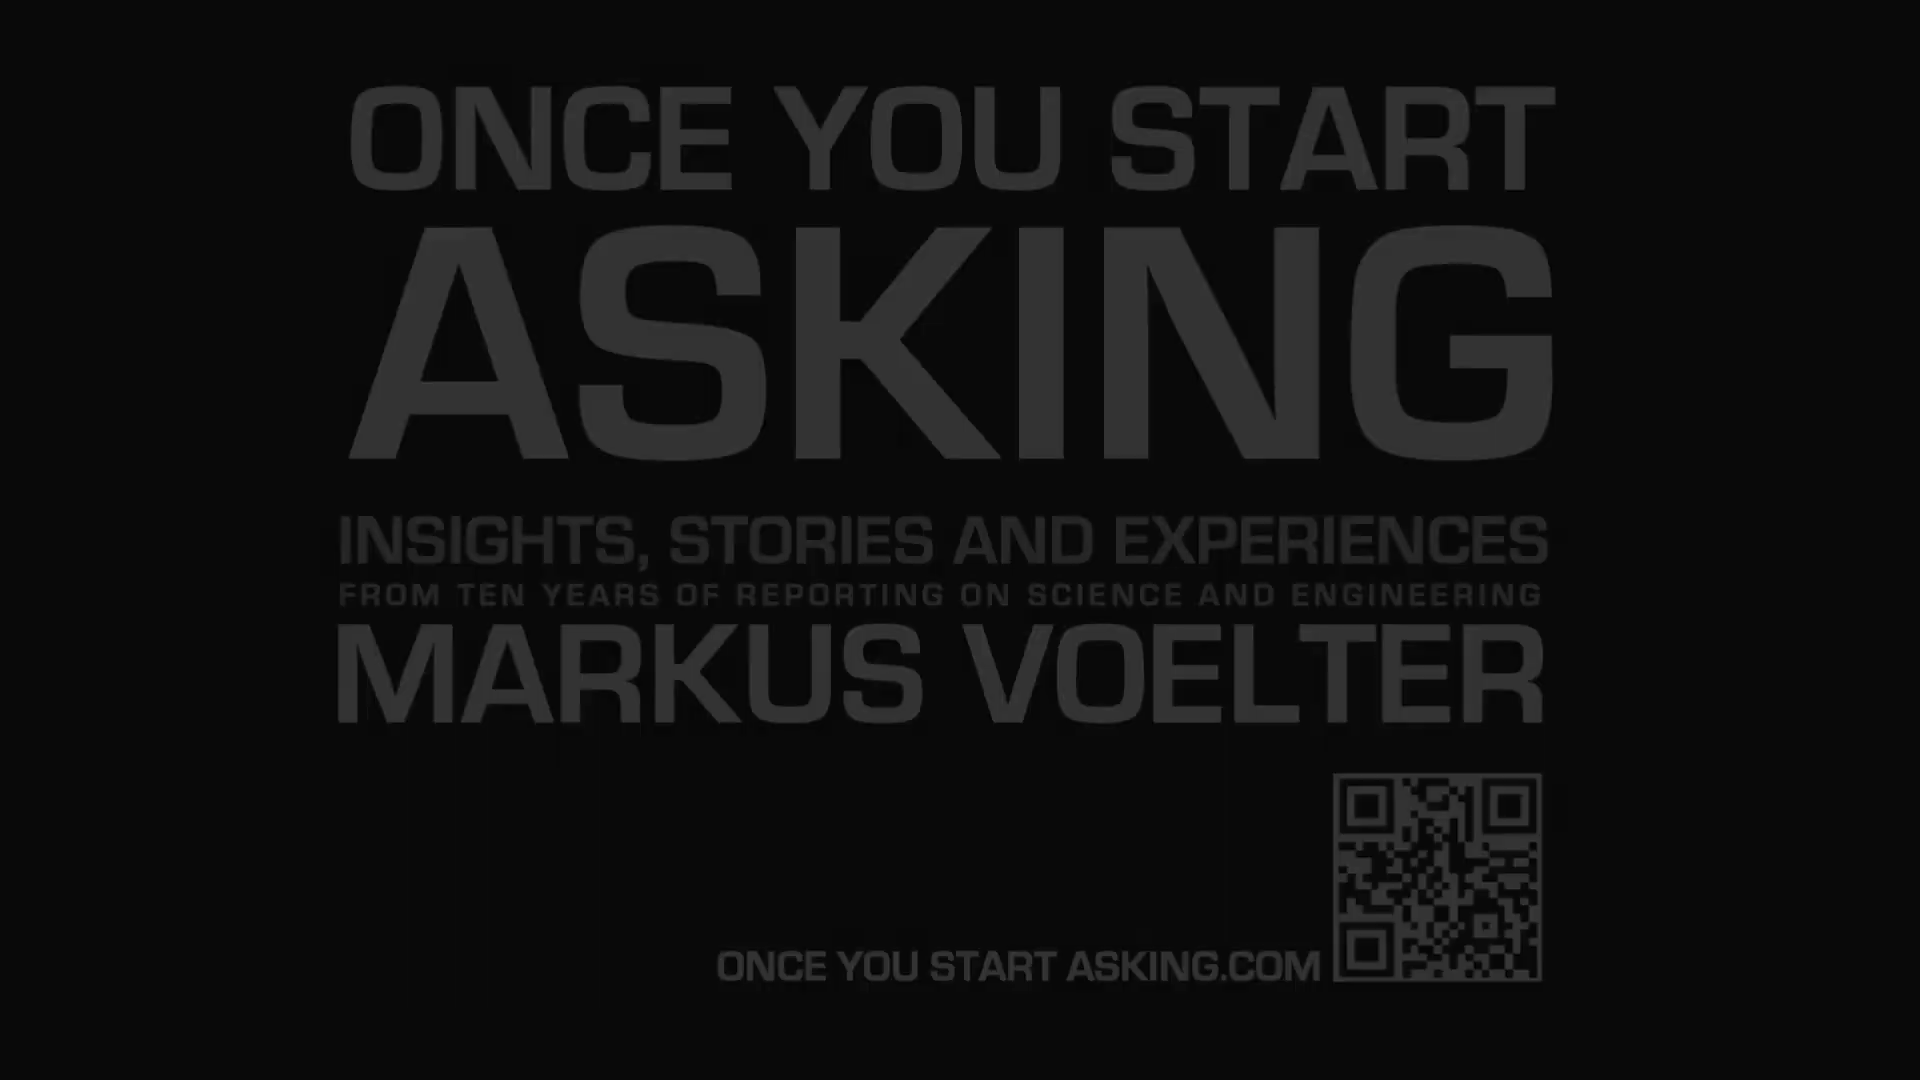 ONCE YOU START
ASKING
INSIGHTS, STORIES AND EXPERIENCES
FROM TEN YEARS OF REPORTING ON SCIENCE AND ENGINEERING
MARKUS VOELTER
ONCE YOU START ASKING.COM